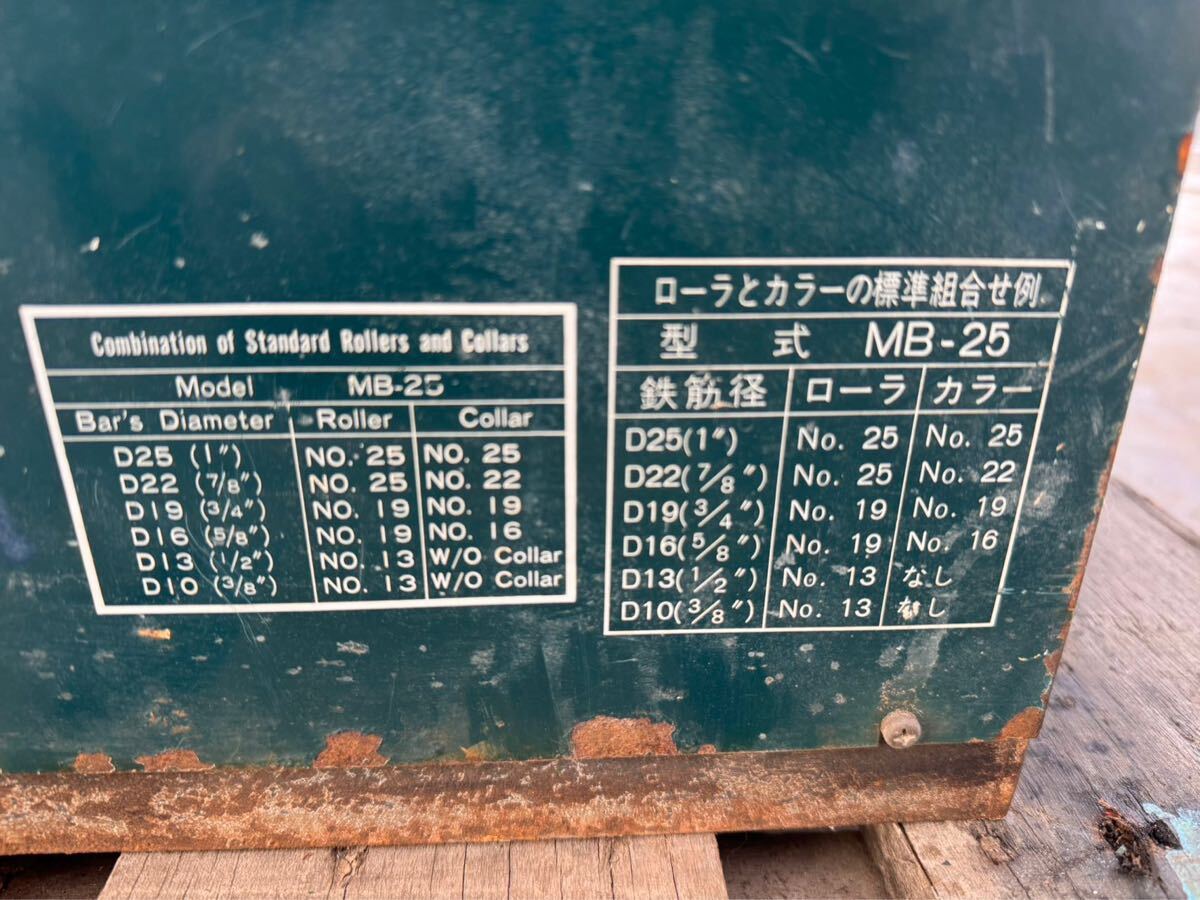 Combination of Standard Rollers and Collars
Model MB-25
Bar's Diameter Roller Collar
D25 (1″) NO. 25 NO. 25
D22 (7/8″) NO. 25 NO. 22
D19 (3/4″) NO. 19 NO. 19
D16 (5/8″) NO. 19 NO. 16
D13 (1/2″) NO. 13 W/O Collar
D10 (3/8″) NO. 13 W/O Collar
ローラとカラーの標準組合せ例
型式 MB-25
鉄筋径 ローラ カラー
D25(1″) No. 25 No. 25
D22(7/8″) No. 25 No. 22
D19(3/4″) No. 19 No. 19
D16(5/8″) No. 19 No. 16
D13(1/2″) No. 13 なし
D10(3/8″) No. 13 なし